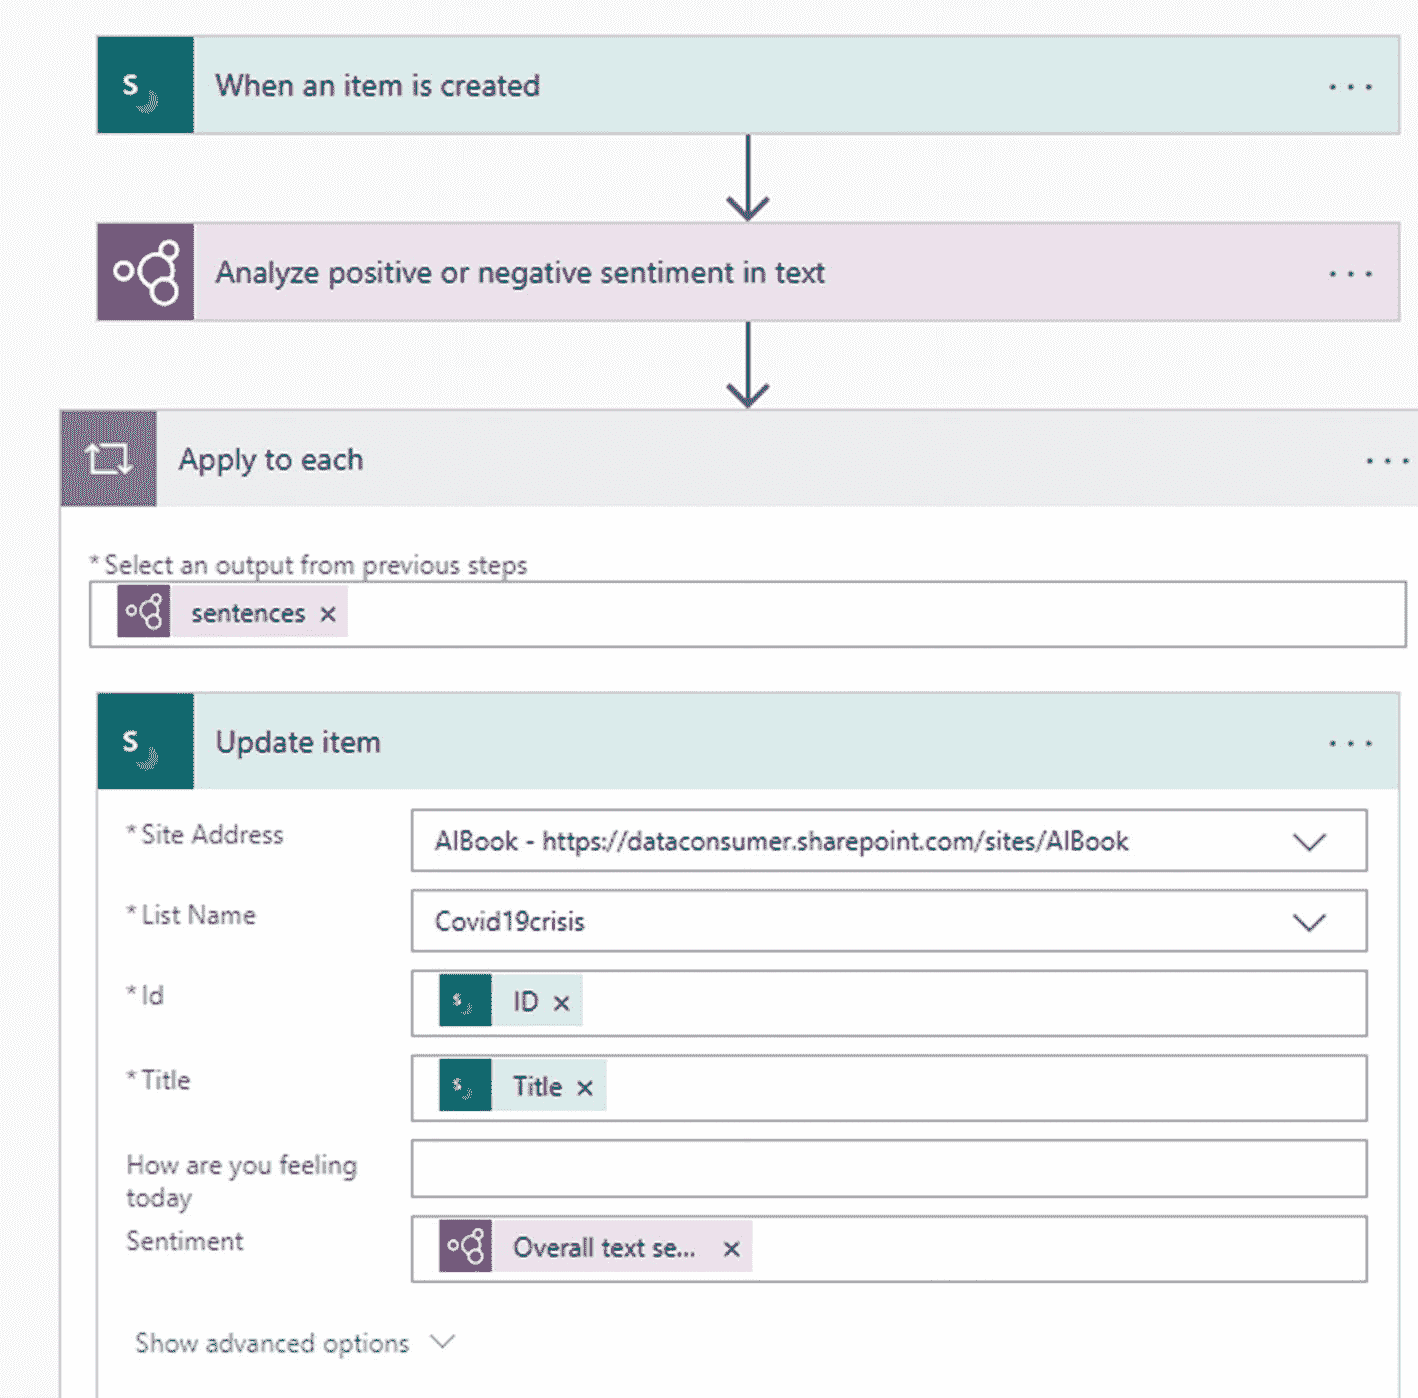 When an item is created
Analyze positive or negative sentiment in text
Apply to each
* Select an output from previous steps
sentences ×
Update item
* Site Address
AIBook - https://dataconsumer.sharepoint.com/sites/AIBook
* List Name
Covid19crisis
* Id
ID ×
* Title
Title ×
How are you feeling
today
Sentiment
Overall text se... ×
Show advanced options